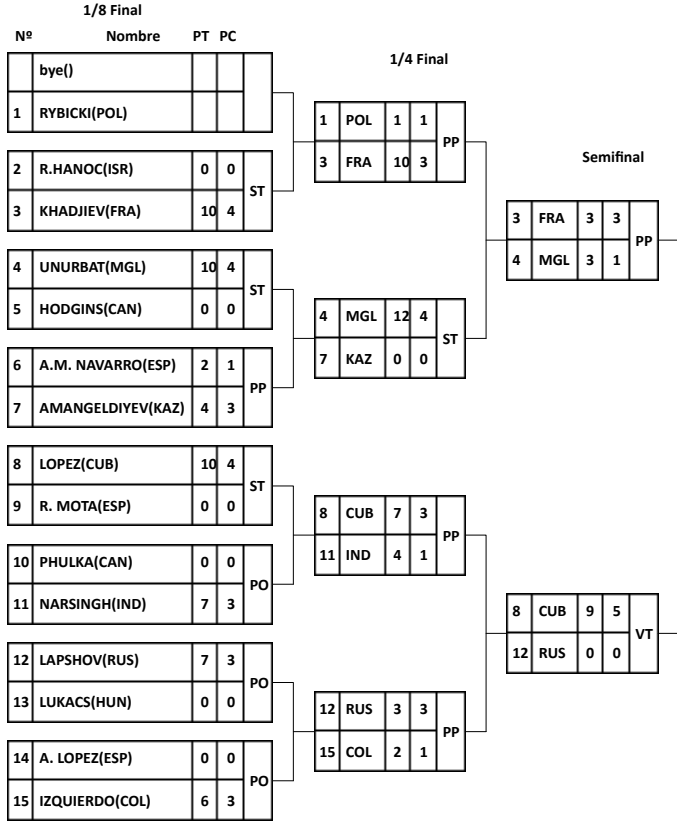 1/8 Final
Nº Nombre PT PC
bye()
1 RYBICKI(POL)
2 R.HANOC(ISR) 0 0
ST
3 KHADJIEV(FRA) 10 4
4 UNURBAT(MGL) 10 4
ST
5 HODGINS(CAN) 0 0
6 A.M. NAVARRO(ESP) 2 1
PP
7 AMANGELDIYEV(KAZ) 4 3
8 LOPEZ(CUB) 10 4
ST
9 R. MOTA(ESP) 0 0
10 PHULKA(CAN) 0 0
PO
11 NARSINGH(IND) 7 3
12 LAPSHOV(RUS) 7 3
PO
13 LUKACS(HUN) 0 0
14 A. LOPEZ(ESP) 0 0
PO
15 IZQUIERDO(COL) 6 3
1/4 Final
1 POL 1 1
PP
3 FRA 10 3
4 MGL 12 4
ST
7 KAZ 0 0
8 CUB 7 3
PP
11 IND 4 1
12 RUS 3 3
PP
15 COL 2 1
Semifinal
3 FRA 3 3
PP
4 MGL 3 1
8 CUB 9 5
VT
12 RUS 0 0